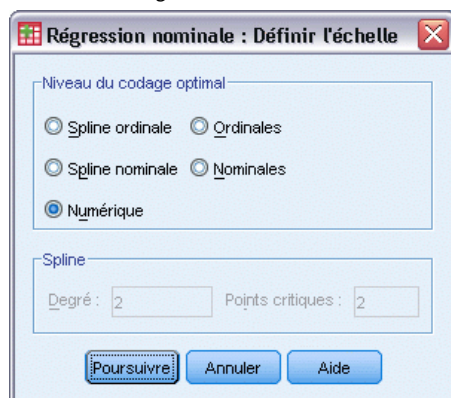 Régression nominale : Définir l'échelle
Niveau du codage optimal
Spline ordinale Ordinales
Spline nominale Nominales
Numérique
Spline
Degré : 2 Points critiques : 2
Poursuivre Annuler Aide